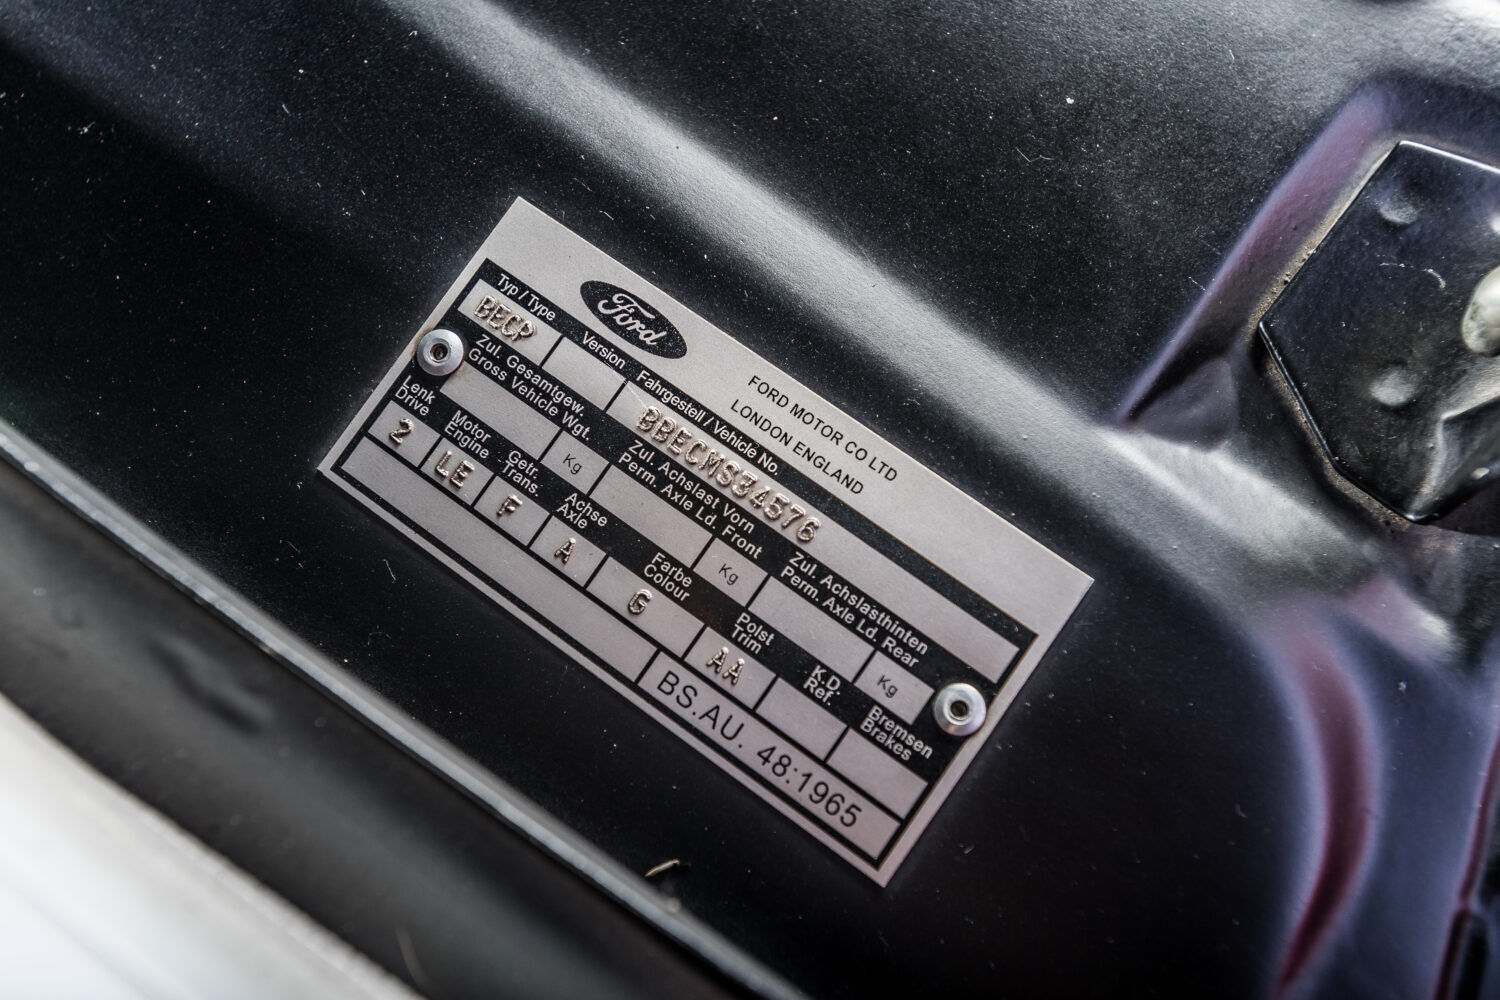 Ford
FORD MOTOR CO LTD
LONDON ENGLAND
Typ / Type
Version
Fahrgestell / Vehicle No.
BECP
BBECMS34576
Zul. Gesamtgew.
Gross Vehicle Wgt.
Zul. Achslast Vorn
Perm. Axle Ld. Front
Zul. Achslasthinten
Perm. Axle Ld. Rear
Kg
Kg
Kg
Lenk
Drive
Motor
Engine
Getr.
Trans.
Achse
Axle
Farbe
Colour
Polst
Trim
K.D.
Ref.
Bremsen
Brakes
2
LE
F
A
G
AA
BS.AU. 48:1965